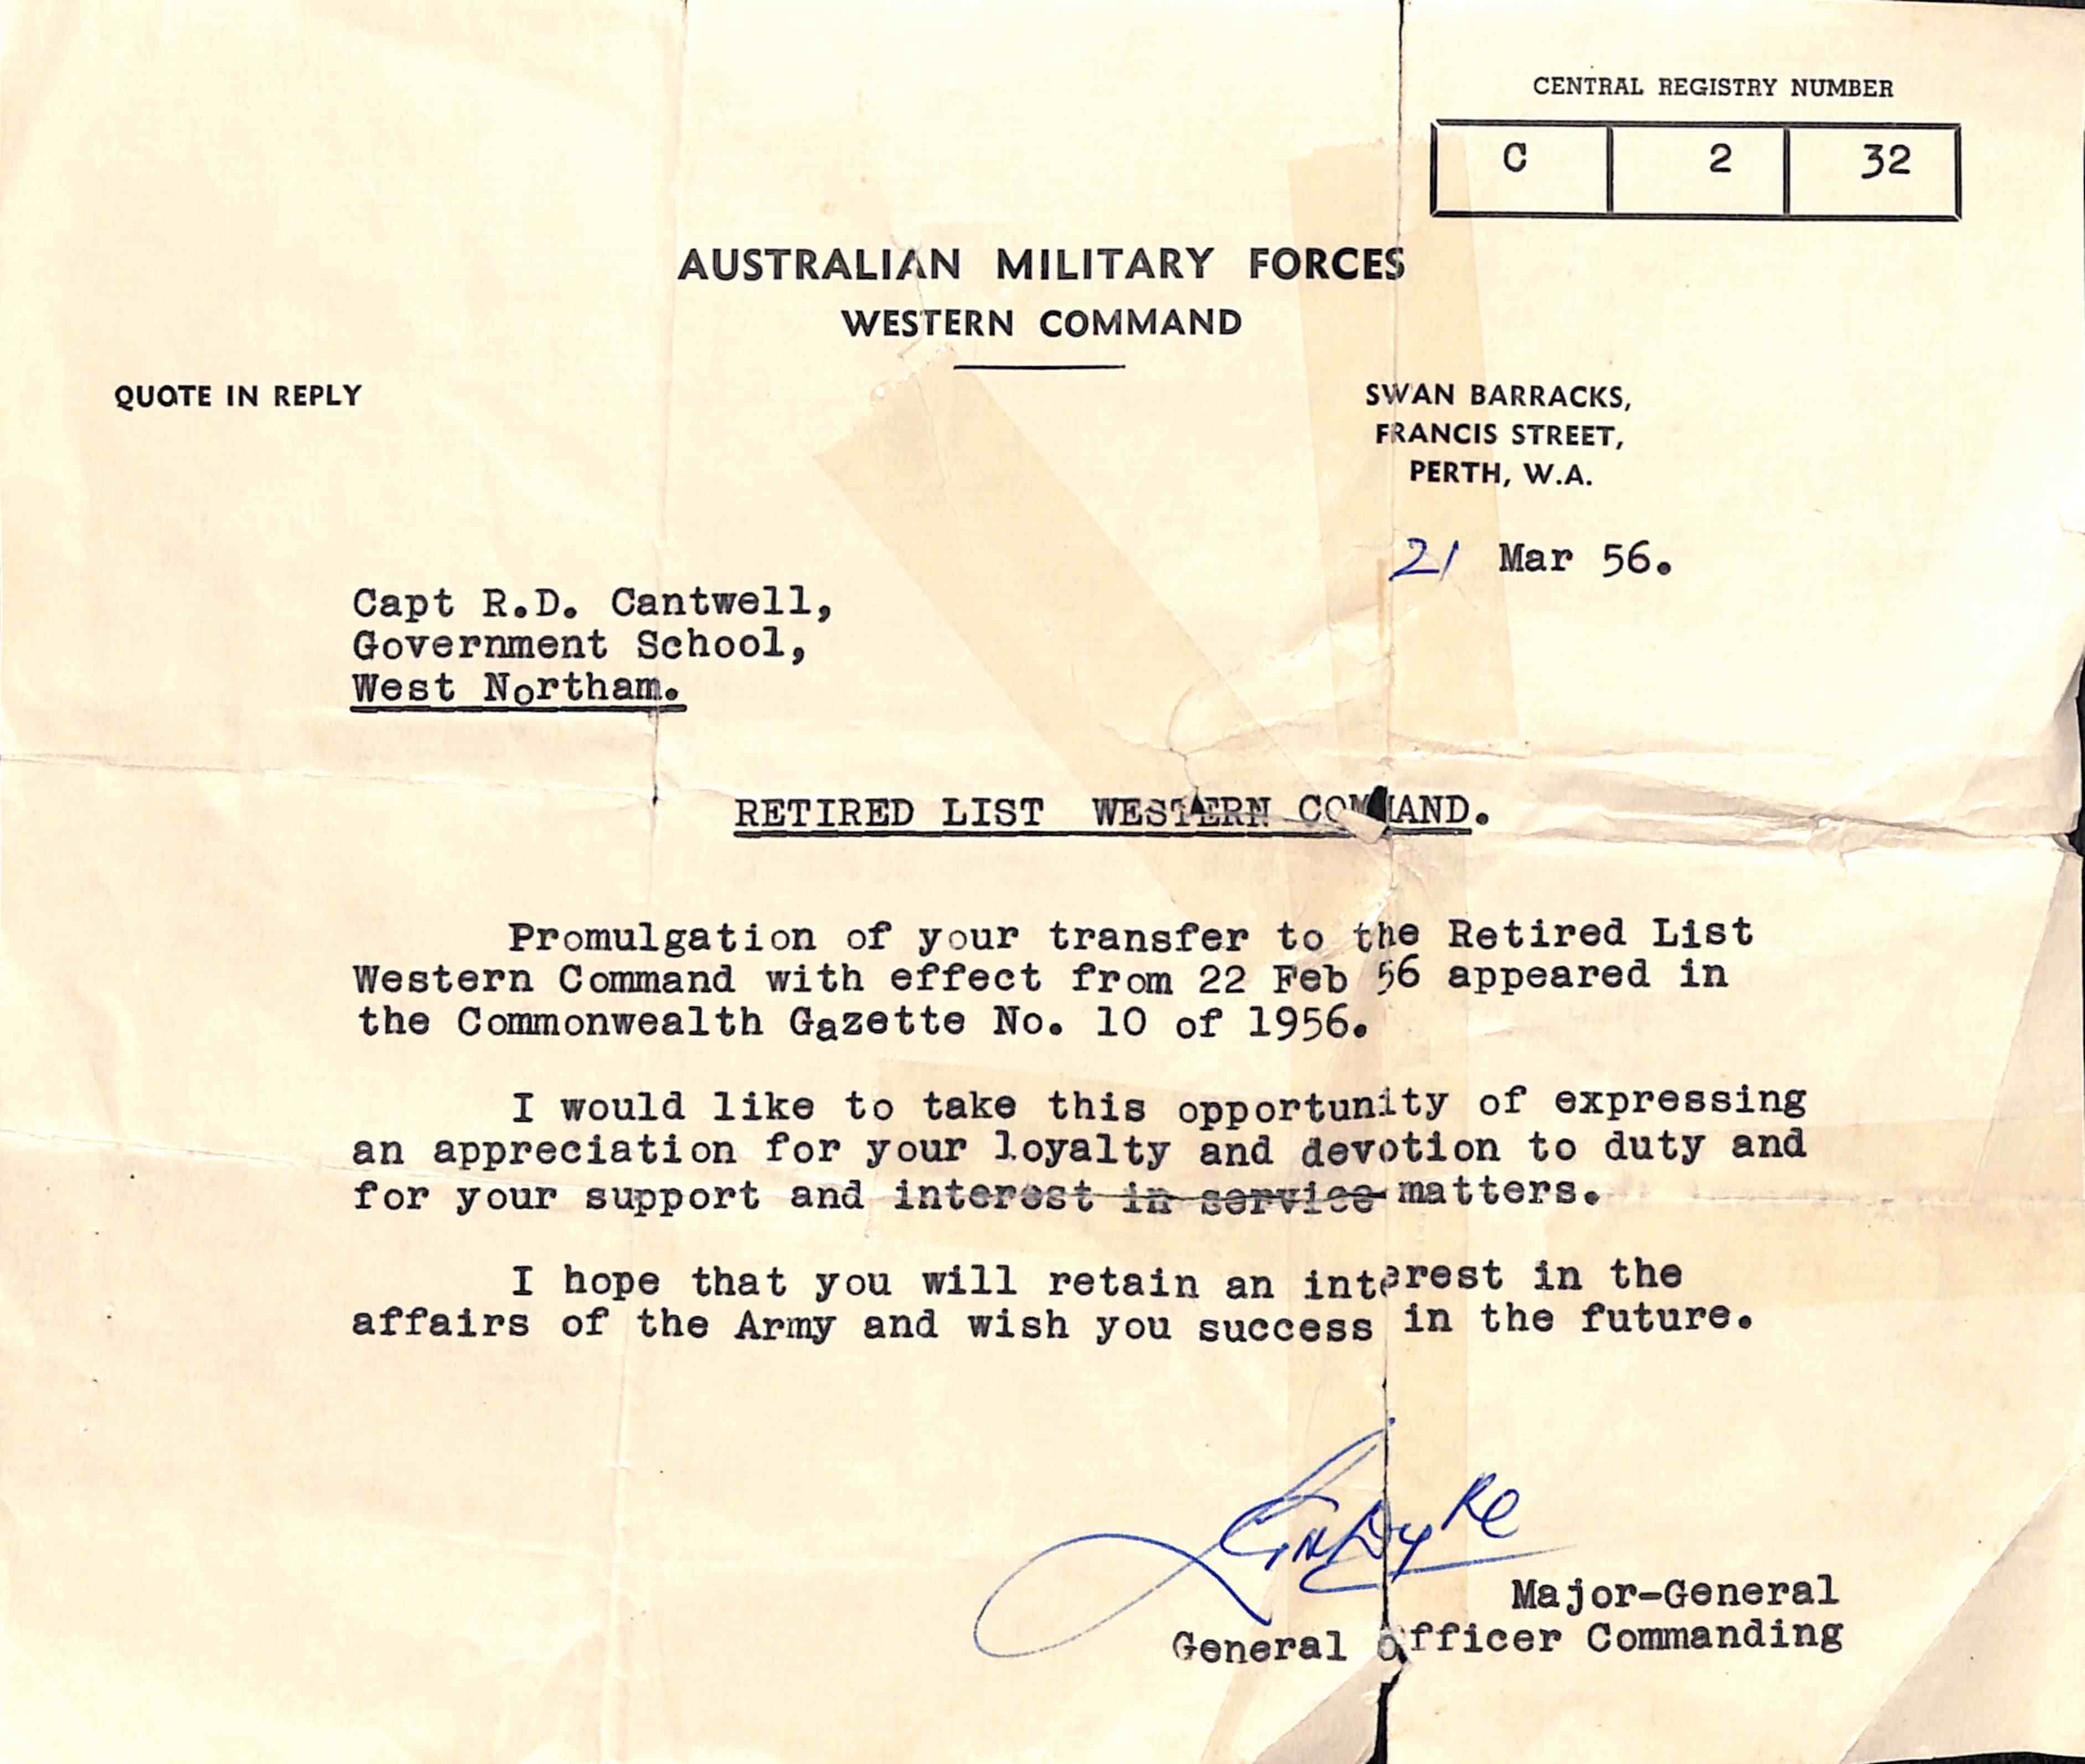 CENTRAL REGISTRY NUMBER
C 2 32
AUSTRALIAN MILITARY FORCES
WESTERN COMMAND
QUOTE IN REPLY
SWAN BARRACKS,
FRANCIS STREET,
PERTH, W.A.
21 Mar 56.
Capt R.D. Cantwell,
Government School,
West Northam.
RETIRED LIST WESTERN COMMAND.
Promulgation of your transfer to the Retired List
Western Command with effect from 22 Feb 56 appeared in
the Commonwealth Gazette No. 10 of 1956.
I would like to take this opportunity of expressing
an appreciation for your loyalty and devotion to duty and
for your support and interest in service matters.
I hope that you will retain an interest in the
affairs of the Army and wish you success in the future.
Major-General
General Officer Commanding